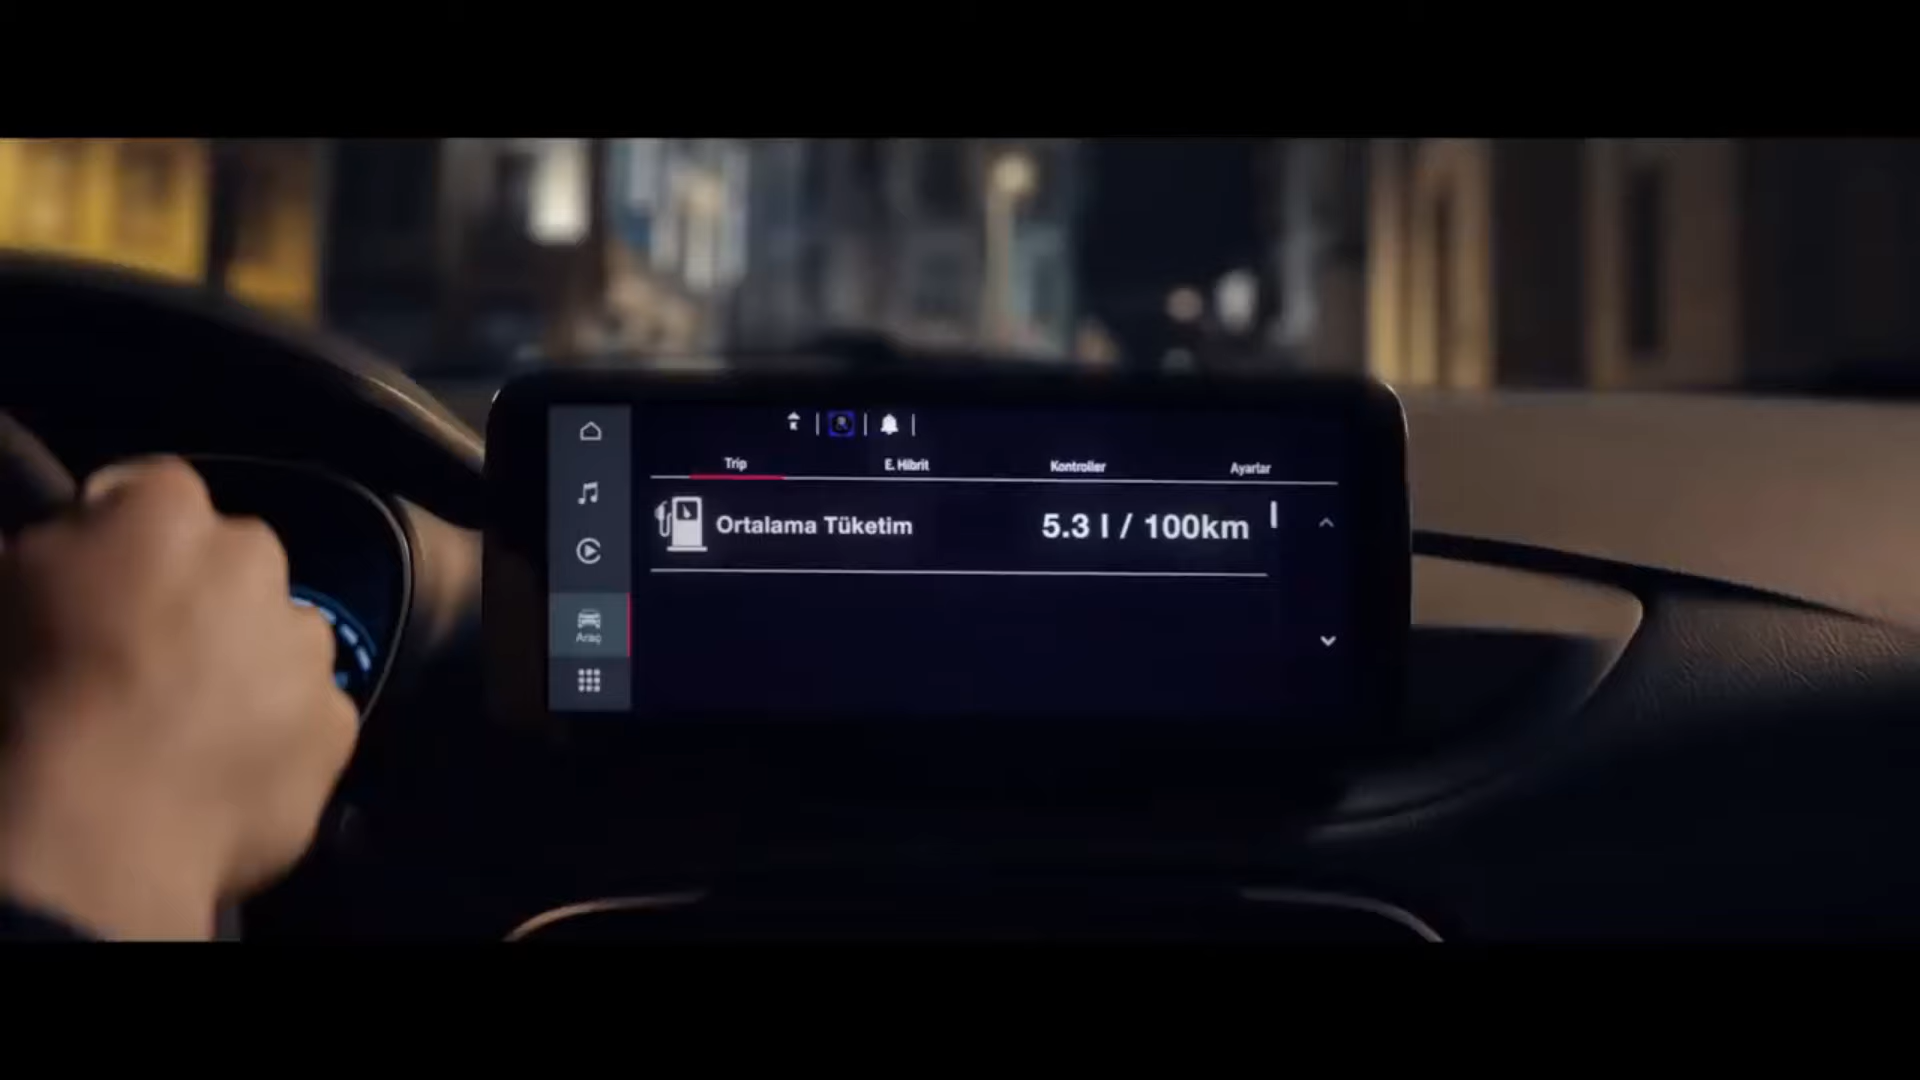 Trip
E. Hibrit
Kontroller
Ayarlar
Ortalama Tüketim
5.3 l / 100km
Araç